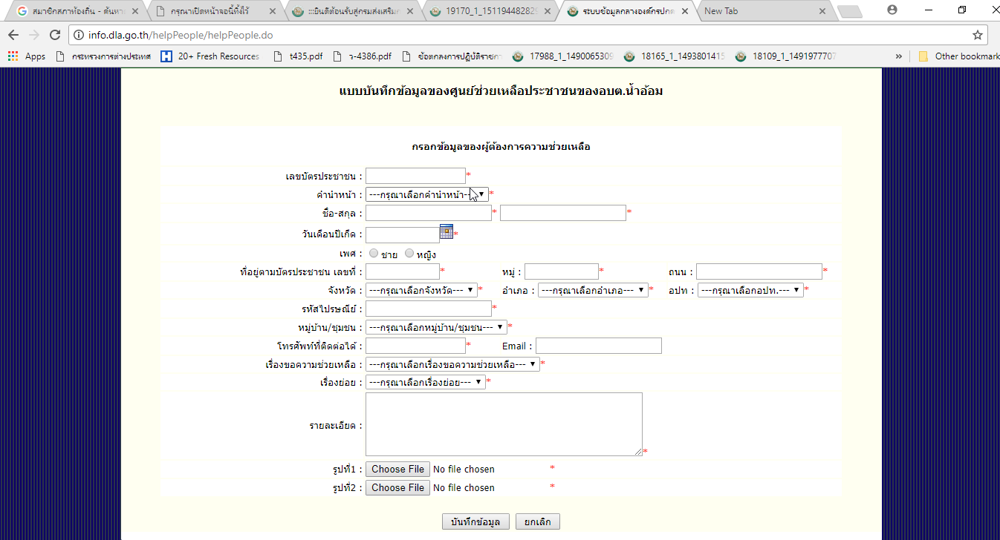 สมาชิกสภาท้องถิ่น - ค้นหา
กรุณาเปิดหน้าจอนี้ทิ้งไว้
:::ยินดีต้อนรับสู่กรมส่งเสริมก
19170_1_151194482829
ระบบข้อมูลกลางองค์กรปกค
New Tab
info.dla.go.th/helpPeople/helpPeople.do
Apps กระทรวงการต่างประเทศ 20+ Fresh Resources t435.pdf ว-4386.pdf ข้อตกลงการปฏิบัติราชกา 17988_1_1490065309 18165_1_1493801415 18109_1_1491977707 » Other bookmark
แบบบันทึกข้อมูลของศูนย์ช่วยเหลือประชาชนของอบต.น้ำอ้อม
กรอกข้อมูลของผู้ต้องการความช่วยเหลือ
เลขบัตรประชาชน : *
คำนำหน้า : ---กรุณาเลือกคำนำหน้า--- *
ชื่อ-สกุล : * *
วันเดือนปีเกิด : *
เพศ : ชาย หญิง
ที่อยู่ตามบัตรประชาชน เลขที่ : * หมู่ : * ถนน : *
จังหวัด : ---กรุณาเลือกจังหวัด--- * อำเภอ : ---กรุณาเลือกอำเภอ--- * อปท : ---กรุณาเลือกอปท.--- *
รหัสไปรษณีย์ : *
หมู่บ้าน/ชุมชน : ---กรุณาเลือกหมู่บ้าน/ชุมชน--- *
โทรศัพท์ที่ติดต่อได้ : * Email :
เรื่องขอความช่วยเหลือ : ---กรุณาเลือกเรื่องขอความช่วยเหลือ--- *
เรื่องย่อย : ---กรุณาเลือกเรื่องย่อย--- *
รายละเอียด : *
รูปที่1 : Choose File No file chosen *
รูปที่2 : Choose File No file chosen *
บันทึกข้อมูล ยกเลิก